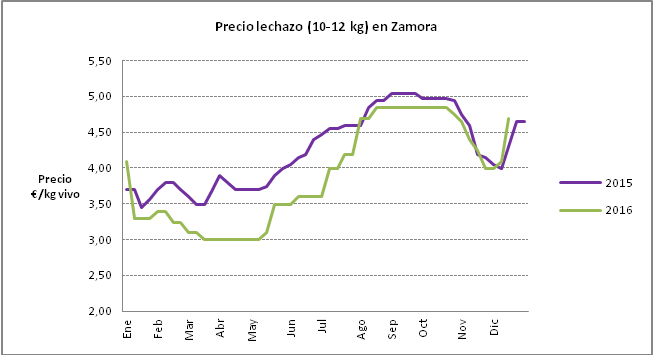 Precio lechazo (10-12 kg) en Zamora
5,50
5,00
4,50
4,00
3,50
3,00
2,50
2,00
Precio
€/kg vivo
Ene
Feb
Mar
Abr
May
Jun
Jul
Ago
Sep
Oct
Nov
Dic
2015
2016